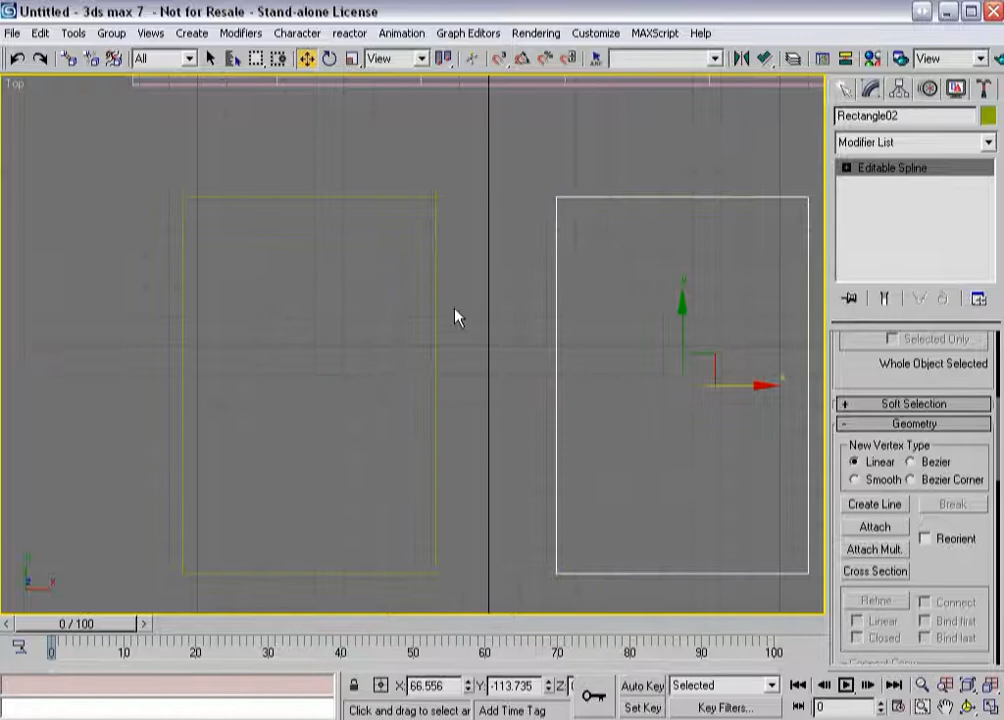 Untitled - 3ds max 7 - Not for Resale - Stand-alone License
File Edit Tools Group Views Create Modifiers Character reactor Animation Graph Editors Rendering Customize MAXScript Help
All View View
Top
Rectangle02
Modifier List
Editable Spline
Selected Only
Whole Object Selected
+ Soft Selection
- Geometry
New Vertex Type
Linear Bezier
Smooth Bezier Corner
Create Line Break
Attach
Reorient
Attach Mult.
Cross Section
Refine Connect
Linear Bind first
Closed Bind last
0 / 100
0 10 20 30 40 50 60 70 80 90 100
X: 66.556 Y: -113.735 Z:
Auto Key Selected
Click and drag to select ar Add Time Tag
Set Key Key Filters... 0